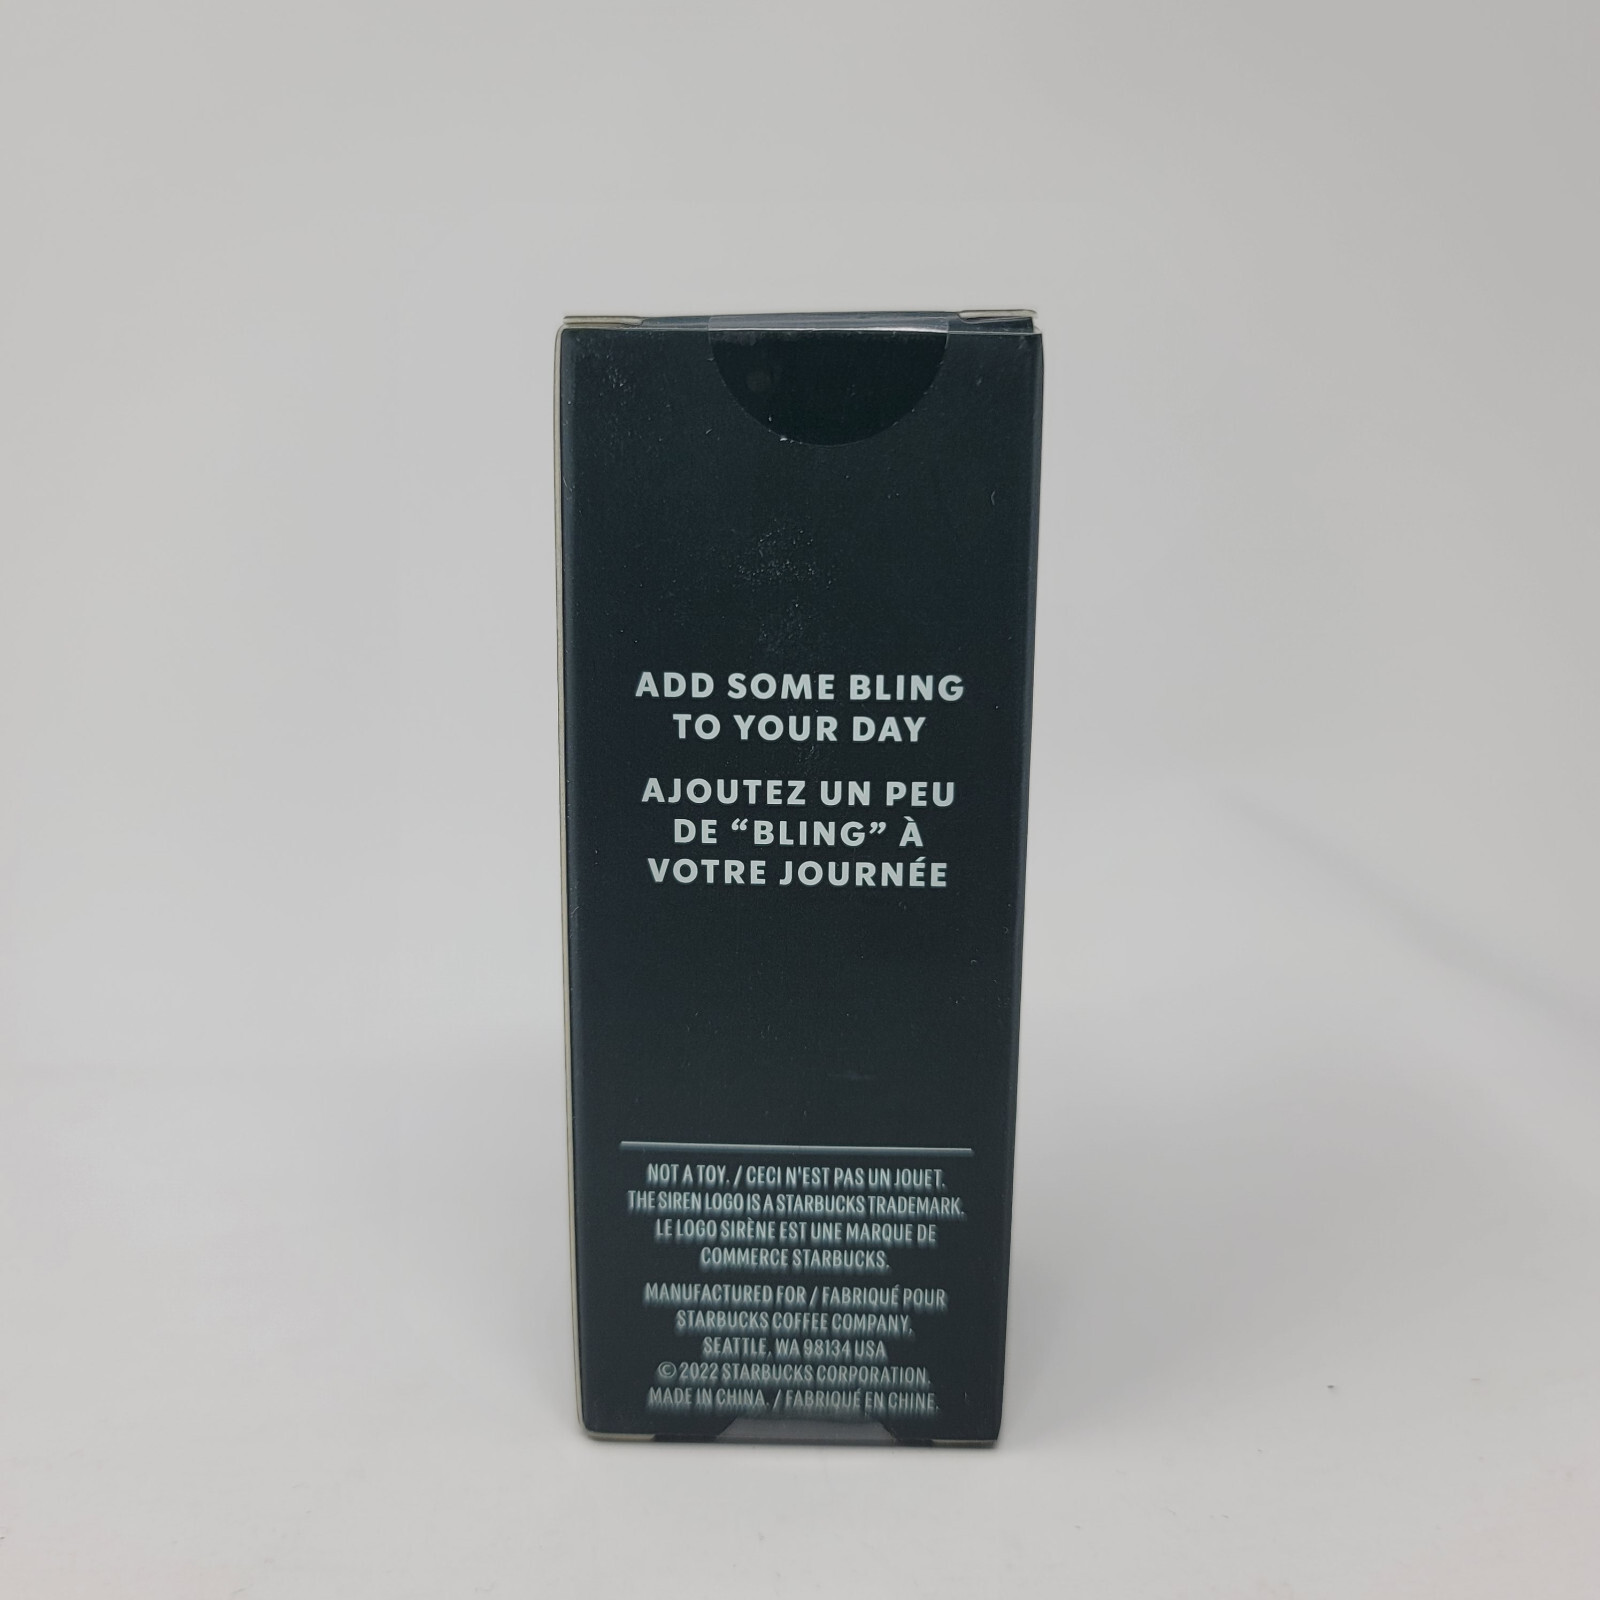 ADD SOME BLING
TO YOUR DAY
AJOUTEZ UN PEU
DE “BLING” À
VOTRE JOURNÉE
NOT A TOY. / CECI N'EST PAS UN JOUET.
THE SIREN LOGO IS A STARBUCKS TRADEMARK.
LE LOGO SIRÈNE EST UNE MARQUE DE
COMMERCE STARBUCKS.
MANUFACTURED FOR / FABRIQUÉ POUR
STARBUCKS COFFEE COMPANY,
SEATTLE, WA 98134 USA
© 2022 STARBUCKS CORPORATION.
MADE IN CHINA. / FABRIQUÉ EN CHINE.